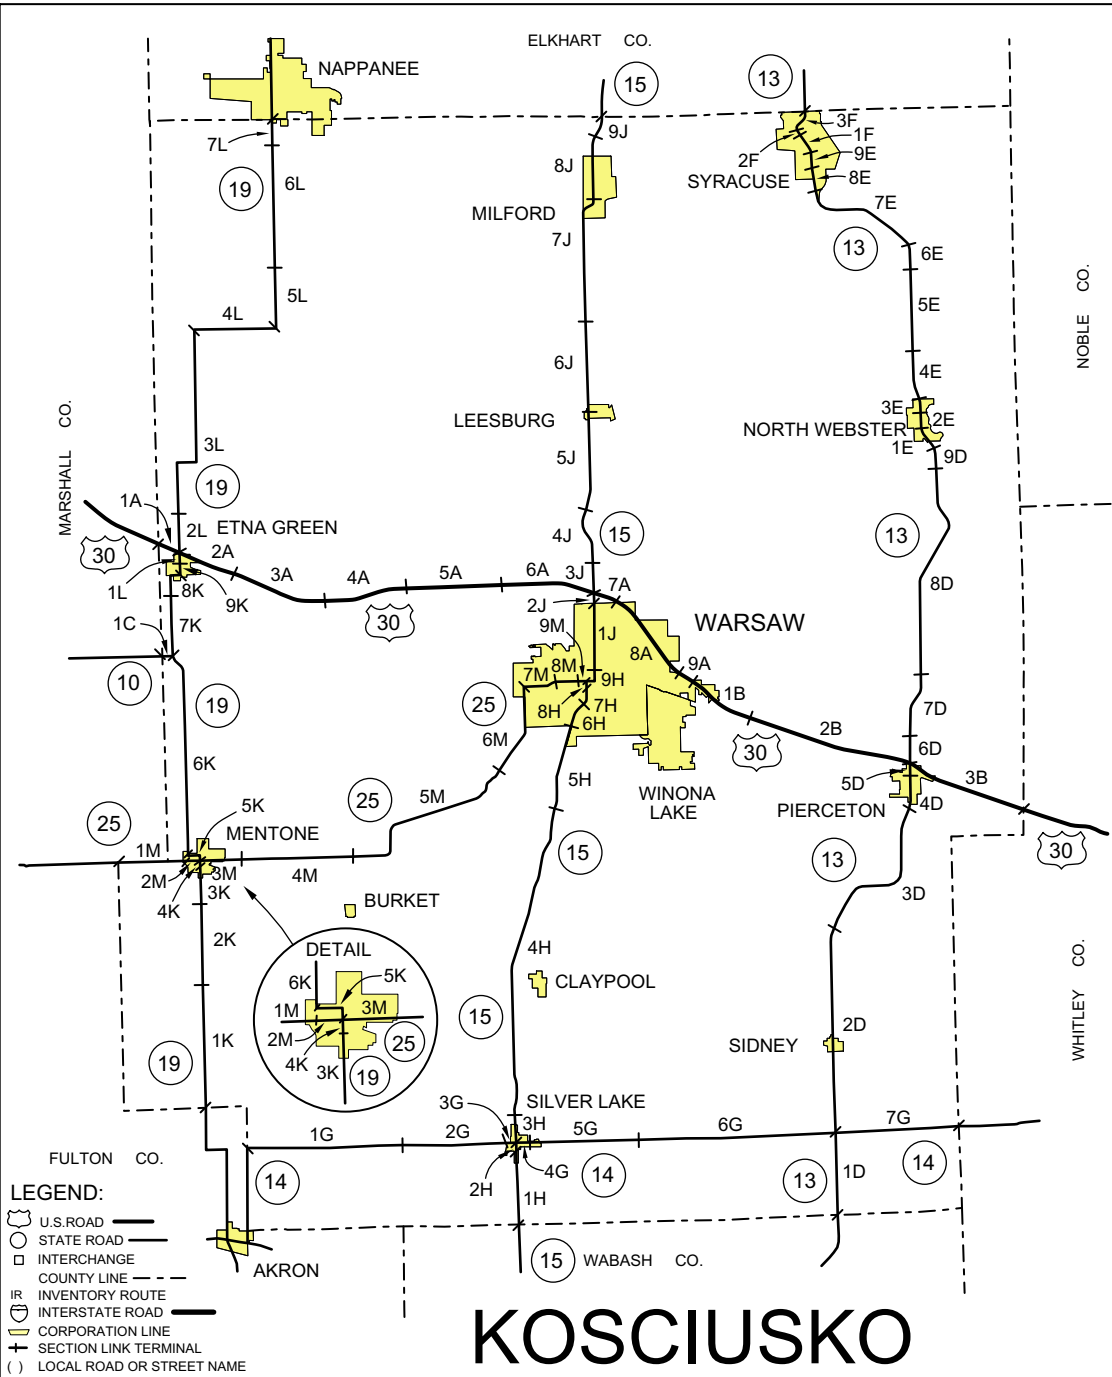 ELKHART CO.
NAPPANEE
15
13
9J
3F
1F
7L
8J
2F
9E
8E
SYRACUSE
19
6L
MILFORD
7E
7J
13
6E
5L
5E
NOBLE CO.
4L
6J
4E
MARSHALL CO.
LEESBURG
3E
2E
NORTH WEBSTER
1E
9D
3L
5J
19
1A
2L
ETNA GREEN
4J
15
13
30
2A
3A
4A
5A
6A
3J
7A
8D
1L
8K
9K
30
2J
7K
9M
1J
WARSAW
1C
8A
10
7M
8M
9H
9A
19
25
8H
7H
1B
7D
6M
6H
2B
30
6K
5H
6D
5D
3B
WINONA
LAKE
PIERCETON
4D
25
5M
5K
25
MENTONE
15
13
30
1M
2M
3M
4M
3K
4K
BURKET
3D
2K
DETAIL
4H
6K
5K
CLAYPOOL
1M
3M
15
2D
WHITLEY CO.
1K
2M
25
SIDNEY
4K
3K
19
19
3G
SILVER LAKE
3H
1G
2G
5G
6G
7G
FULTON CO.
4G
14
2H
14
13
1D
14
1H
LEGEND:
U.S.ROAD
STATE ROAD
INTERCHANGE
COUNTY LINE
IR INVENTORY ROUTE
INTERSTATE ROAD
CORPORATION LINE
SECTION LINK TERMINAL
( ) LOCAL ROAD OR STREET NAME
AKRON
15
WABASH CO.
KOSCIUSKO